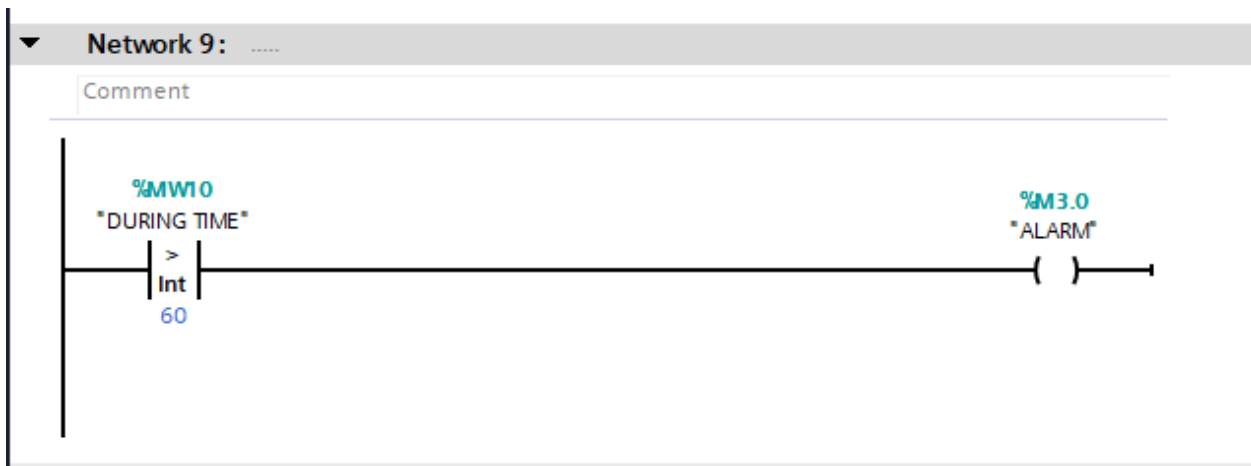 Network 9: .....
Comment
%MW10
"DURING TIME"
>
Int
60
%M3.0
"ALARM"
( )